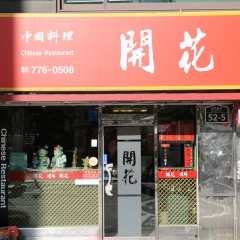 中國料理
Chinese Restaurant
776-0508
開花
52-5
開花
Chinese Restaurant